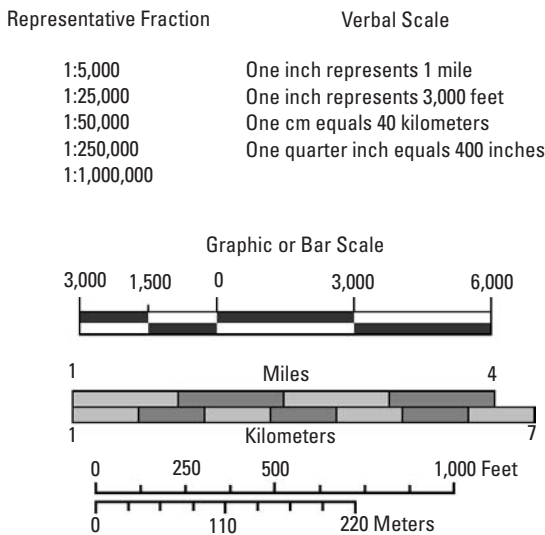 Representative Fraction Verbal Scale
1:5,000 One inch represents 1 mile
1:25,000 One inch represents 3,000 feet
1:50,000 One cm equals 40 kilometers
1:250,000 One quarter inch equals 400 inches
1:1,000,000
Graphic or Bar Scale
3,000 1,500 0 3,000 6,000
1 Miles 4
1 Kilometers 7
0 250 500 1,000 Feet
0 110 220 Meters